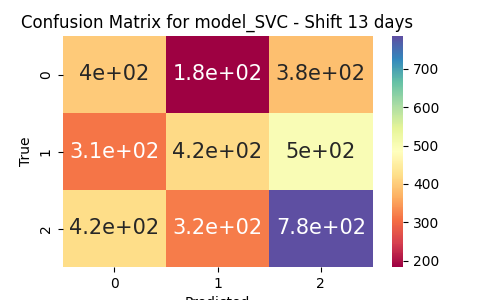 Confusion Matrix for model_SVC - Shift 13 days
0 4e+02 1.8e+02 3.8e+02
1 3.1e+02 4.2e+02 5e+02
2 4.2e+02 3.2e+02 7.8e+02
True
0 1 2
Predicted
700
600
500
400
300
200